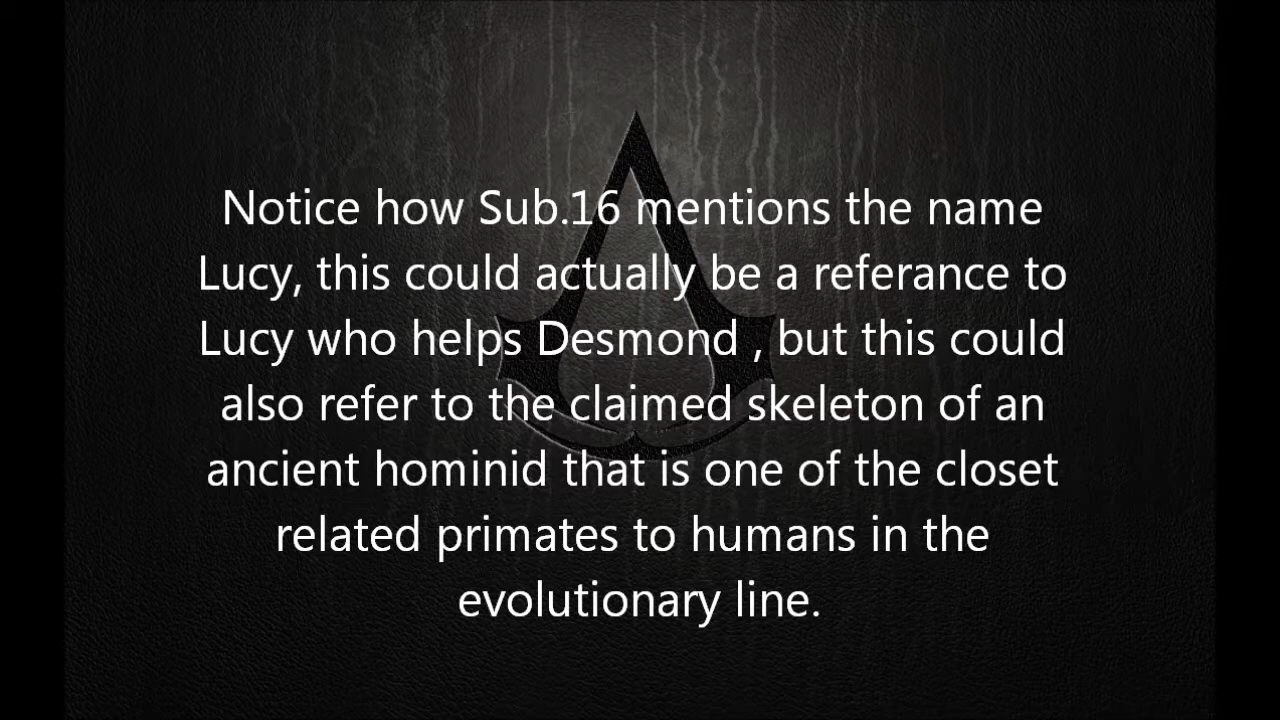 Notice how Sub.16 mentions the name
Lucy, this could actually be a referance to
Lucy who helps Desmond , but this could
also refer to the claimed skeleton of an
ancient hominid that is one of the closet
related primates to humans in the
evolutionary line.